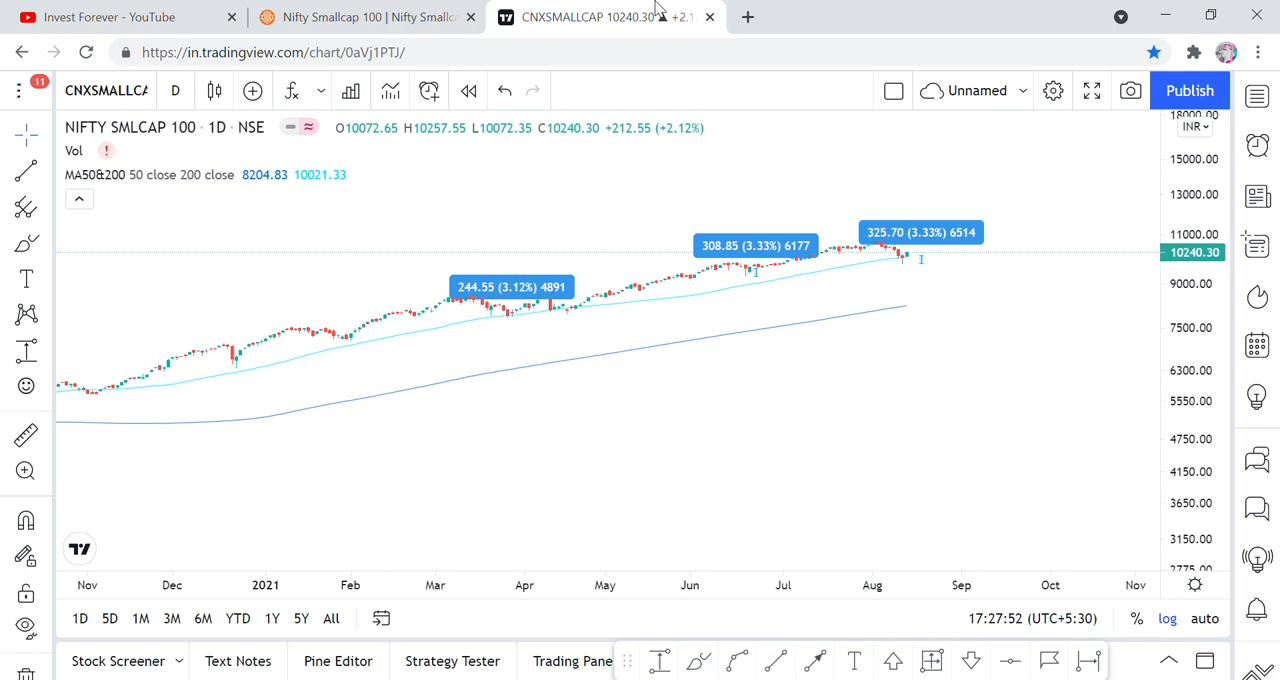 Invest Forever - YouTube
Nifty Smallcap 100 | Nifty Smallc
CNXSMALLCAP 10240.30 ▲ +2.1
https://in.tradingview.com/chart/0aVj1PTJ/
11
CNXSMALLCA
D
Unnamed
Publish
NIFTY SMLCAP 100 · 1D · NSE
O10072.65 H10257.55 L10072.35 C10240.30 +212.55 (+2.12%)
Vol
!
MA50&200 50 close 200 close 8204.83 10021.33
18000.00
INR
15000.00
13000.00
11000.00
10240.30
9000.00
7500.00
6300.00
5550.00
4750.00
4150.00
3650.00
3150.00
2775.00
244.55 (3.12%) 4891
308.85 (3.33%) 6177
325.70 (3.33%) 6514
Nov Dec 2021 Feb Mar Apr May Jun Jul Aug Sep Oct Nov
1D 5D 1M 3M 6M YTD 1Y 5Y All
17:27:52 (UTC+5:30) % log auto
Stock Screener Text Notes Pine Editor Strategy Tester Trading Pane